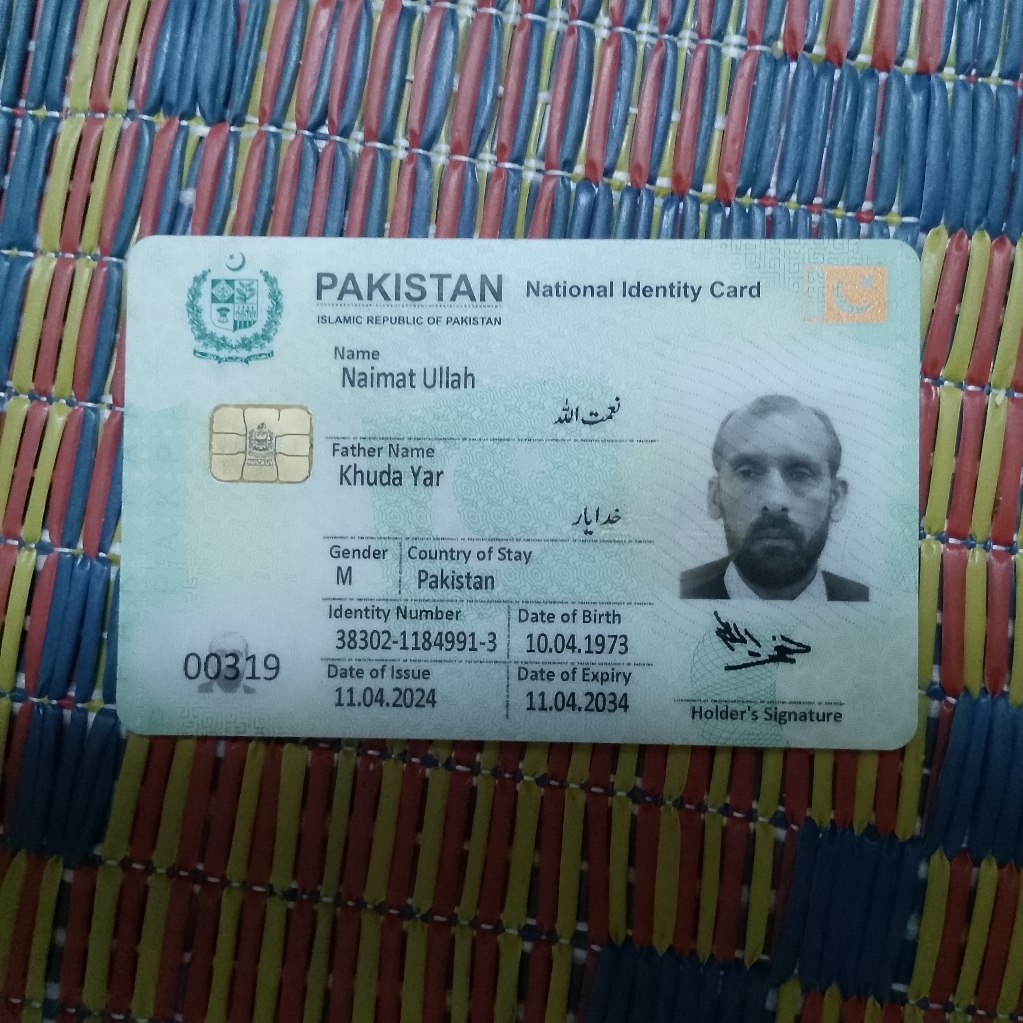 PAKISTAN National Identity Card
ISLAMIC REPUBLIC OF PAKISTAN
Name
Naimat Ullah
نعمت اللہ
Father Name
Khuda Yar
خدا یار
Gender Country of Stay
M Pakistan
Identity Number Date of Birth
38302-1184991-3 10.04.1973
00319
Date of Issue Date of Expiry
11.04.2024 11.04.2034
Holder's Signature